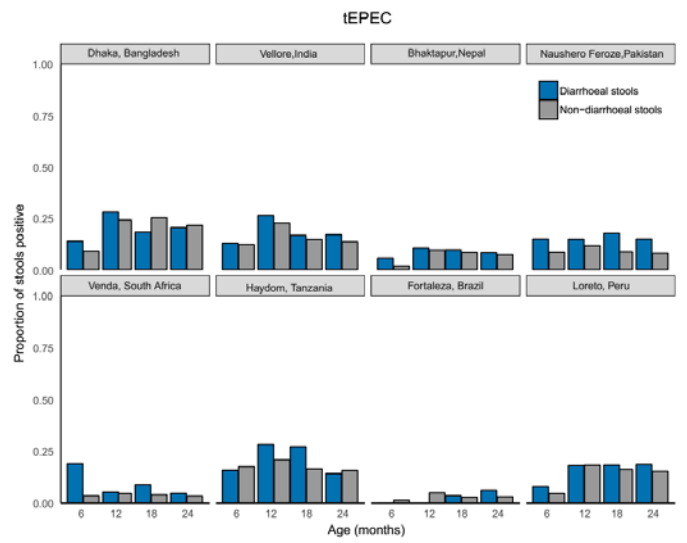 tEPEC
Dhaka, Bangladesh
Vellore,India
Bhaktapur,Nepal
Naushero Feroze,Pakistan
1.00
0.75
0.50
0.25
0.00
Diarrhoeal stools
Non−diarrhoeal stools
Proportion of stools positive
Venda, South Africa
Haydom, Tanzania
Fortaleza, Brazil
Loreto, Peru
1.00
0.75
0.50
0.25
0.00
6 12 18 24
6 12 18 24
6 12 18 24
6 12 18 24
Age (months)